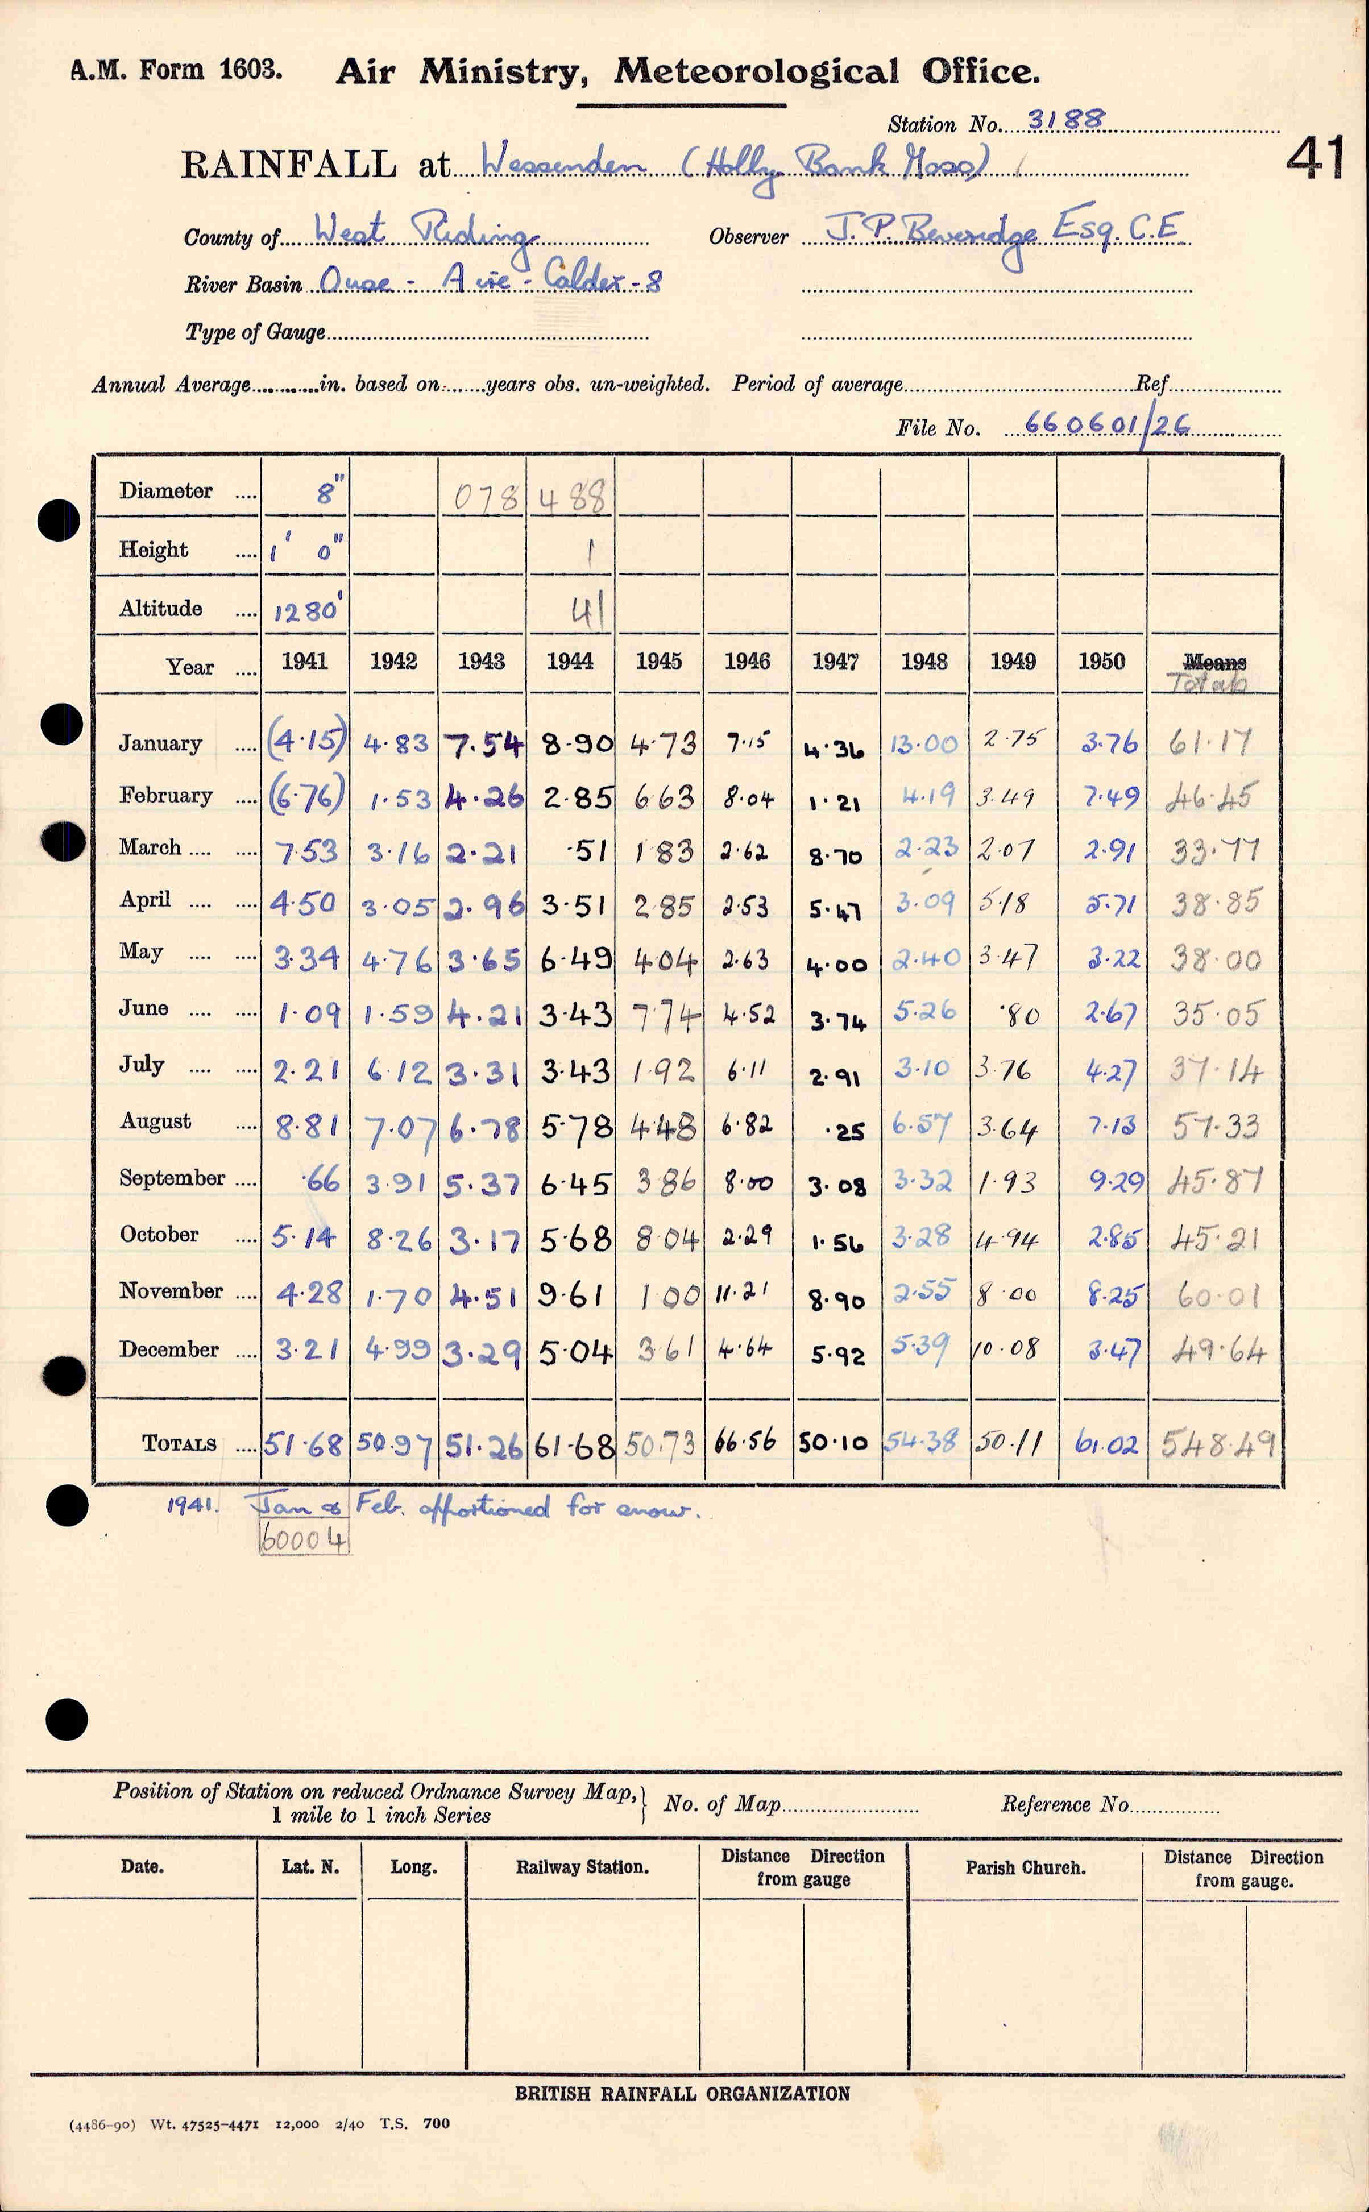 A.M. Form 1603. Air Ministry, Meteorological Office.
Station No. 3188
41
RAINFALL at Wessenden (Holly Bank Moss)
County of West Riding Observer J. P. Beveridge Esq. C.E
River Basin Ouse - Aire - Calder - 8
Type of Gauge
Annual Average in. based on years obs. un-weighted. Period of average Ref
File No. 660601/26
Diameter .... 8" 078 488
Height .... 1' 0" 1
Altitude .... 1280' 41
Year .... 1941 1942 1943 1944 1945 1946 1947 1948 1949 1950 Means
Totals
January .... (4.15) 4.83 7.54 8.90 4.73 7.15 4.36 13.00 2.75 3.76 61.17
February .... (6.76) 1.53 4.26 2.85 6.63 8.04 1.21 4.19 3.49 7.49 46.45
March .... .... 7.53 3.16 2.21 .51 1.83 2.62 8.70 2.23 2.07 2.91 33.77
April .... .... 4.50 3.05 2.96 3.51 2.85 2.53 5.47 3.09 5.18 5.71 38.85
May .... .... 3.34 4.76 3.65 6.49 4.04 2.63 4.00 2.40 3.47 3.22 38.00
June .... .... 1.09 1.59 4.21 3.43 7.74 4.52 3.74 5.26 .80 2.67 35.05
July .... .... 2.21 6.12 3.31 3.43 1.92 6.11 2.91 3.10 3.76 4.27 37.14
August .... 8.81 7.07 6.78 5.78 4.48 6.82 .25 6.57 3.64 7.13 57.33
September .... .66 3.91 5.37 6.45 3.86 8.00 3.08 3.32 1.93 9.29 45.87
October .... 5.14 8.26 3.17 5.68 8.04 2.29 1.56 3.28 4.94 2.85 45.21
November .... 4.28 1.70 4.51 9.61 1.00 11.21 8.90 2.55 8.00 8.25 60.01
December .... 3.21 4.99 3.29 5.04 3.61 4.64 5.92 5.39 10.08 3.47 49.64
TOTALS .... 51.68 50.97 51.26 61.68 50.73 66.56 50.10 54.38 50.11 61.02 548.49
1941. Jan & Feb. apportioned for snow.
60004
Position of Station on reduced Ordnance Survey Map, } No. of Map Reference No.
1 mile to 1 inch Series
Date. Lat. N. Long. Railway Station. Distance Direction from gauge Parish Church. Distance Direction from gauge.
BRITISH RAINFALL ORGANIZATION
(4486-90) Wt. 47525-4471 12,000 2/40 T.S. 700